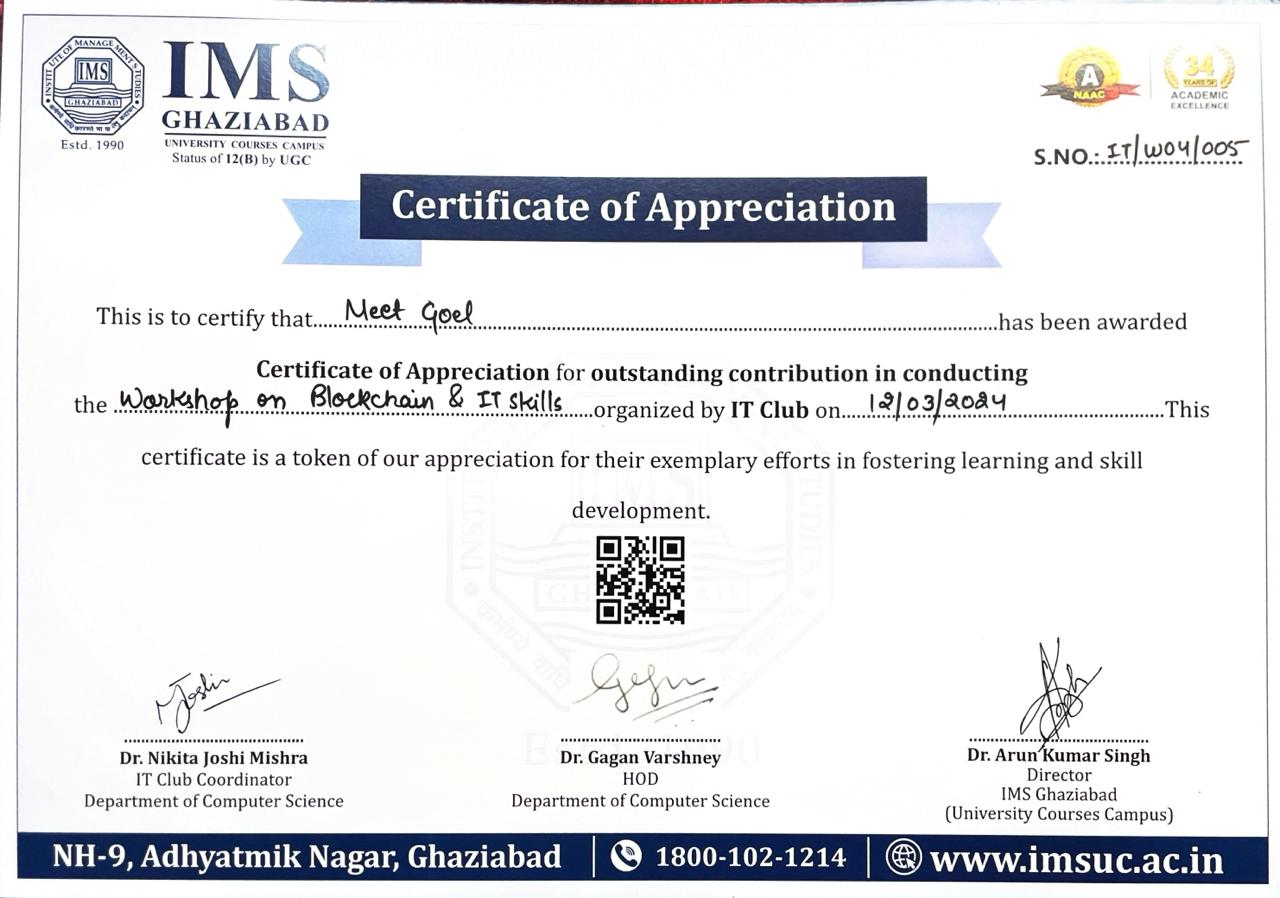 INSTITUTE OF MANAGEMENT STUDIES
IMS
GHAZIABAD
Estd. 1990
IMS
GHAZIABAD
UNIVERSITY COURSES CAMPUS
Status of 12(B) by UGC
A
NAAC
34
YEARS OF
ACADEMIC
EXCELLENCE
S.NO.: IT/W04/005
Certificate of Appreciation
This is to certify that Meet Goel has been awarded
Certificate of Appreciation for outstanding contribution in conducting
the Workshop on Blockchain & IT Skills organized by IT Club on 12/03/2024 This
certificate is a token of our appreciation for their exemplary efforts in fostering learning and skill
development.
Dr. Nikita Joshi Mishra
IT Club Coordinator
Department of Computer Science
Dr. Gagan Varshney
HOD
Department of Computer Science
Dr. Arun Kumar Singh
Director
IMS Ghaziabad
(University Courses Campus)
NH-9, Adhyatmik Nagar, Ghaziabad
1800-102-1214
www.imsuc.ac.in